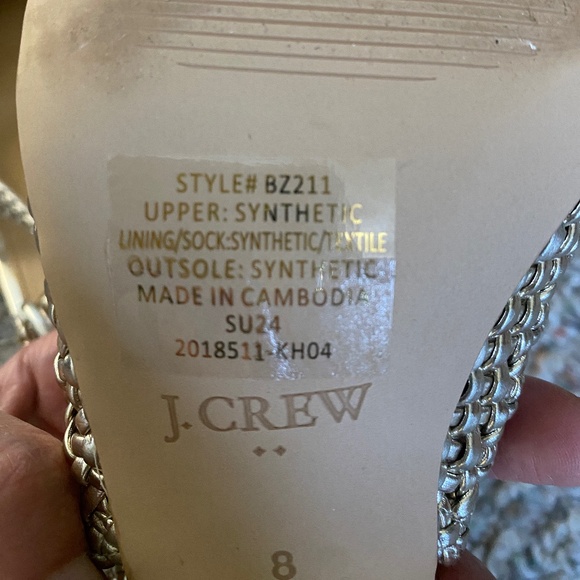 STYLE# BZ211
UPPER: SYNTHETIC
LINING/SOCK:SYNTHETIC/TEXTILE
OUTSOLE: SYNTHETIC
MADE IN CAMBODIA
SU24
2018511-KH04
J.CREW
8